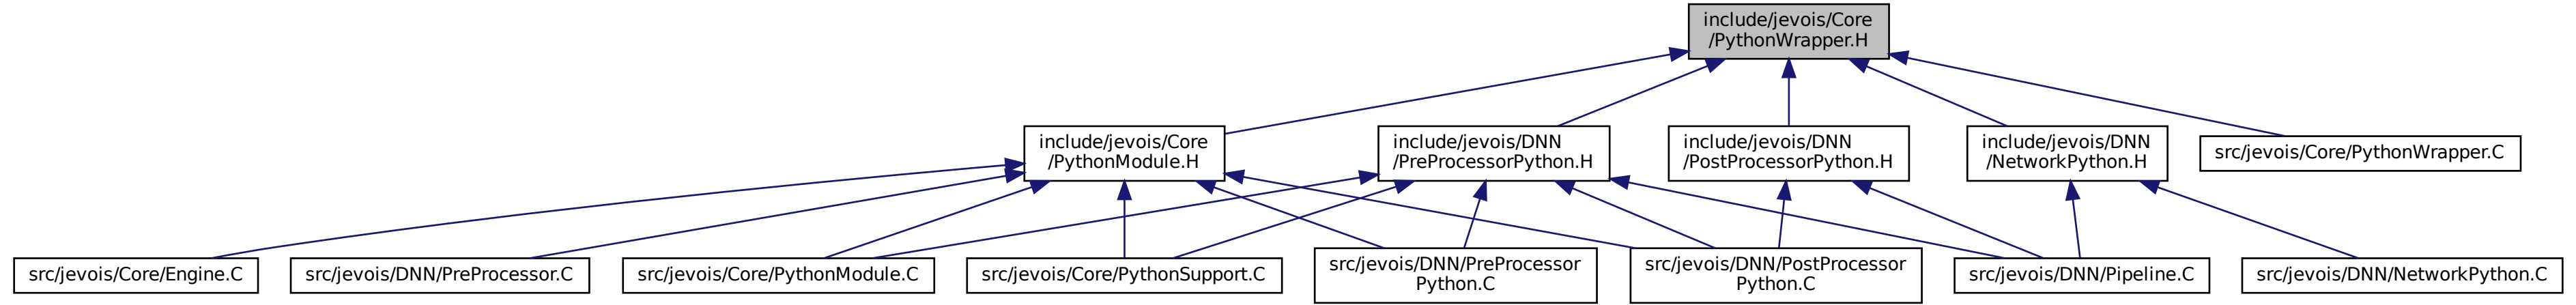 include/jevois/Core
/PythonWrapper.H
include/jevois/Core
/PythonModule.H
include/jevois/DNN
/PreProcessorPython.H
include/jevois/DNN
/PostProcessorPython.H
include/jevois/DNN
/NetworkPython.H
src/jevois/Core/PythonWrapper.C
src/jevois/Core/Engine.C
src/jevois/DNN/PreProcessor.C
src/jevois/Core/PythonModule.C
src/jevois/Core/PythonSupport.C
src/jevois/DNN/PreProcessor
Python.C
src/jevois/DNN/PostProcessor
Python.C
src/jevois/DNN/Pipeline.C
src/jevois/DNN/NetworkPython.C